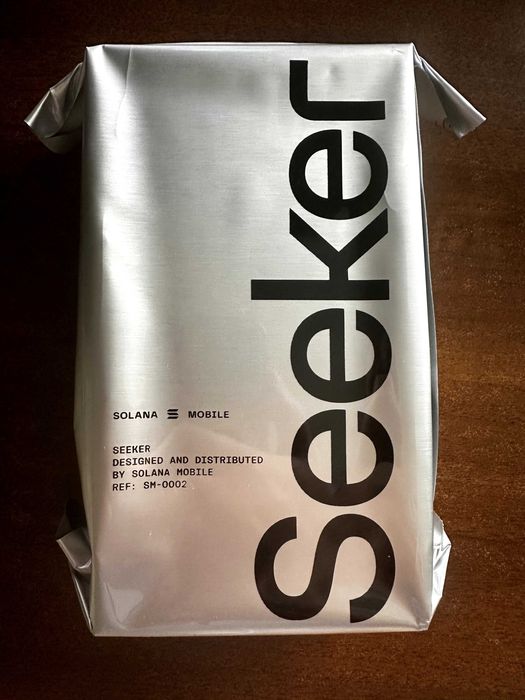 Seeker
SOLANA MOBILE
SEEKER
DESIGNED AND DISTRIBUTED
BY SOLANA MOBILE
REF: SM-0002